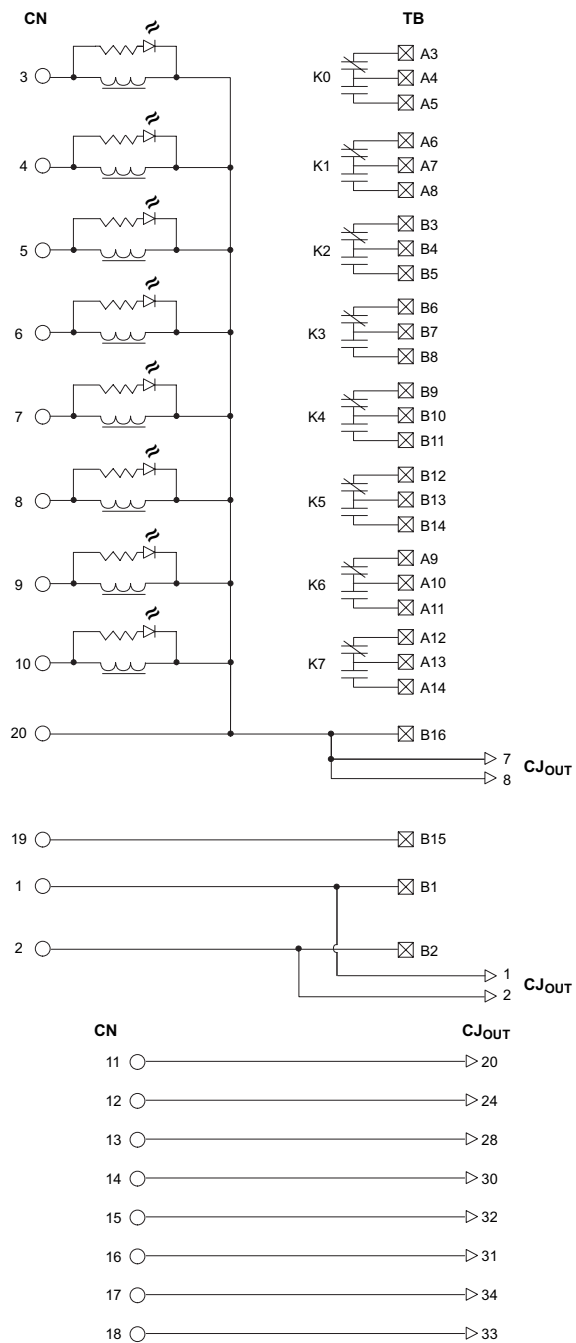 CN TB
3 K0 A3
A4
A5
4 K1 A6
A7
A8
5 K2 B3
B4
B5
6 K3 B6
B7
B8
7 K4 B9
B10
B11
8 K5 B12
B13
B14
9 K6 A9
A10
A11
10 K7 A12
A13
A14
20 B16
7
CJOUT
8
19 B15
1 B1
2 B2
1
CJOUT
2
CN CJOUT
11 20
12 24
13 28
14 30
15 32
16 31
17 34
18 33